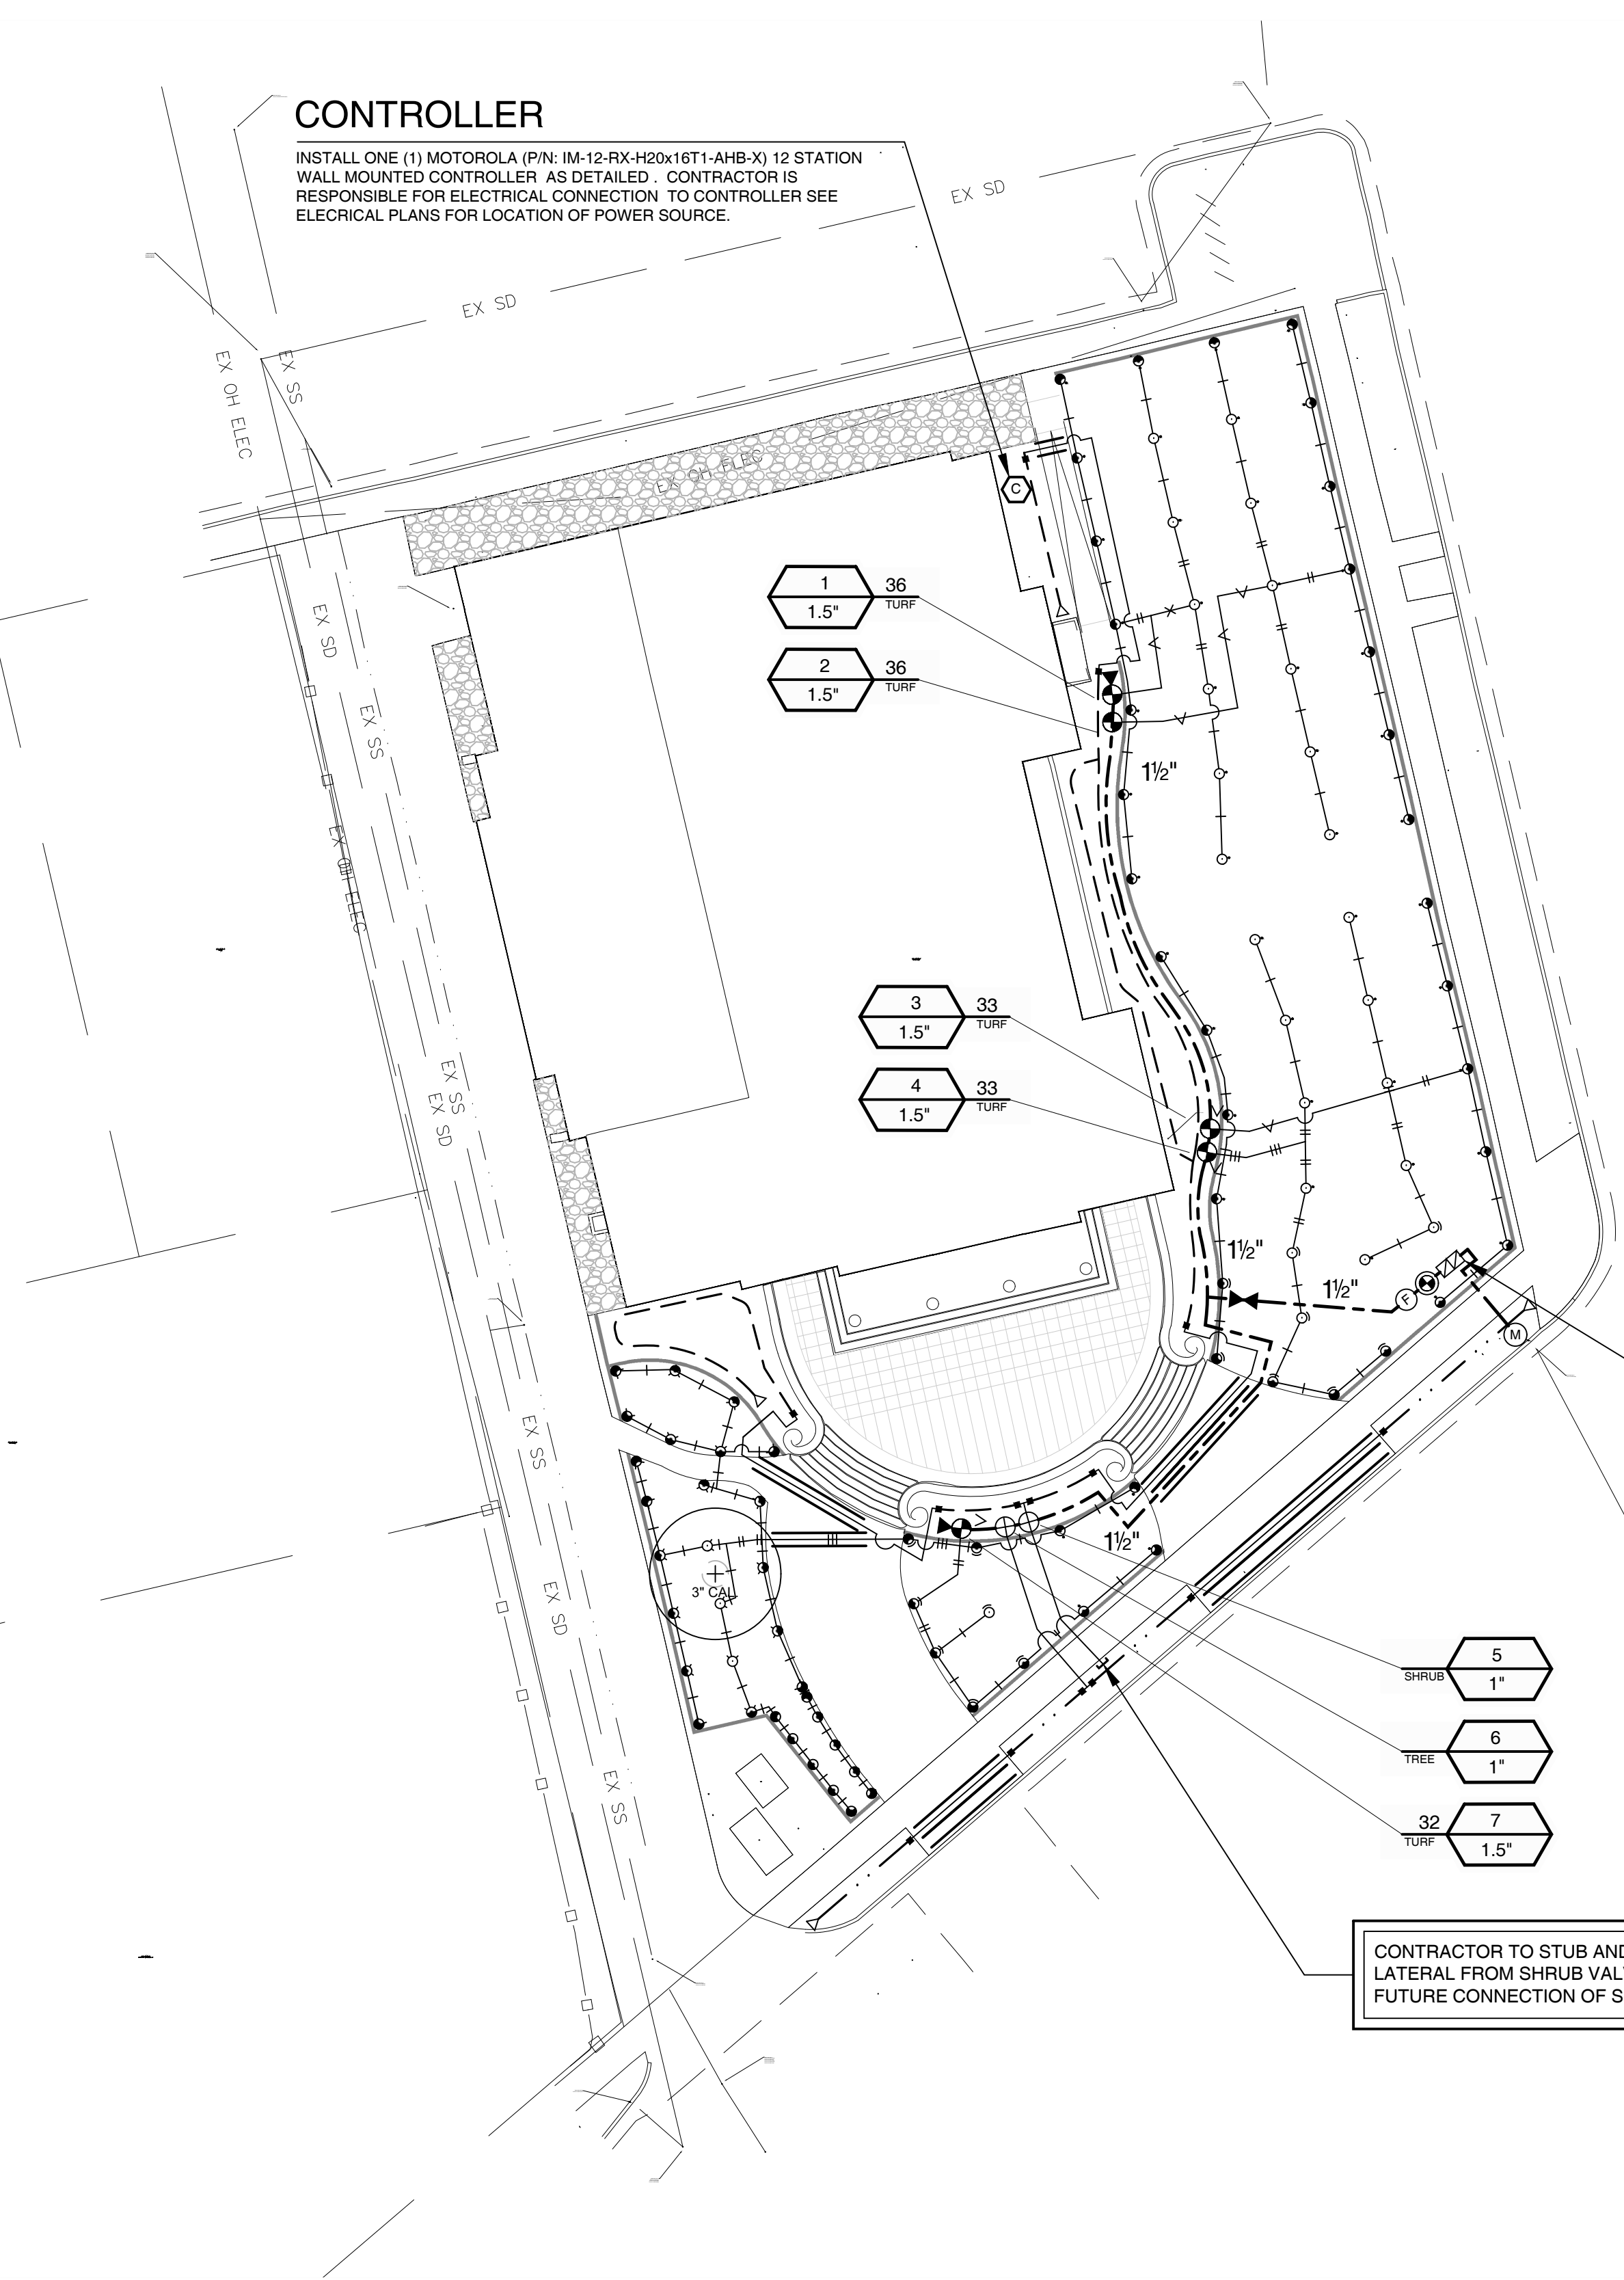 CONTROLLER
INSTALL ONE (1) MOTOROLA (P/N: IM-12-RX-H20x16T1-AHB-X) 12 STATION
WALL MOUNTED CONTROLLER AS DETAILED . CONTRACTOR IS
RESPONSIBLE FOR ELECTRICAL CONNECTION TO CONTROLLER SEE
ELECRICAL PLANS FOR LOCATION OF POWER SOURCE.
EX SD
EX SD
EX OH ELEC
EX SS
EX OH ELEC
C
1
1.5"
36
TURF
2
1.5"
36
TURF
EX SD
EX SS
1½"
EX OH ELEC
3
1.5"
33
TURF
4
1.5"
33
TURF
EX SS
EX SD
1½"
1½"
F
M
EX SS
1½"
3" CAL
EX SD
5
1"
SHRUB
6
1"
TREE
7
1.5"
32
TURF
EX SS
CONTRACTOR TO STUB AND
LATERAL FROM SHRUB
FUTURE CONNECTION OF